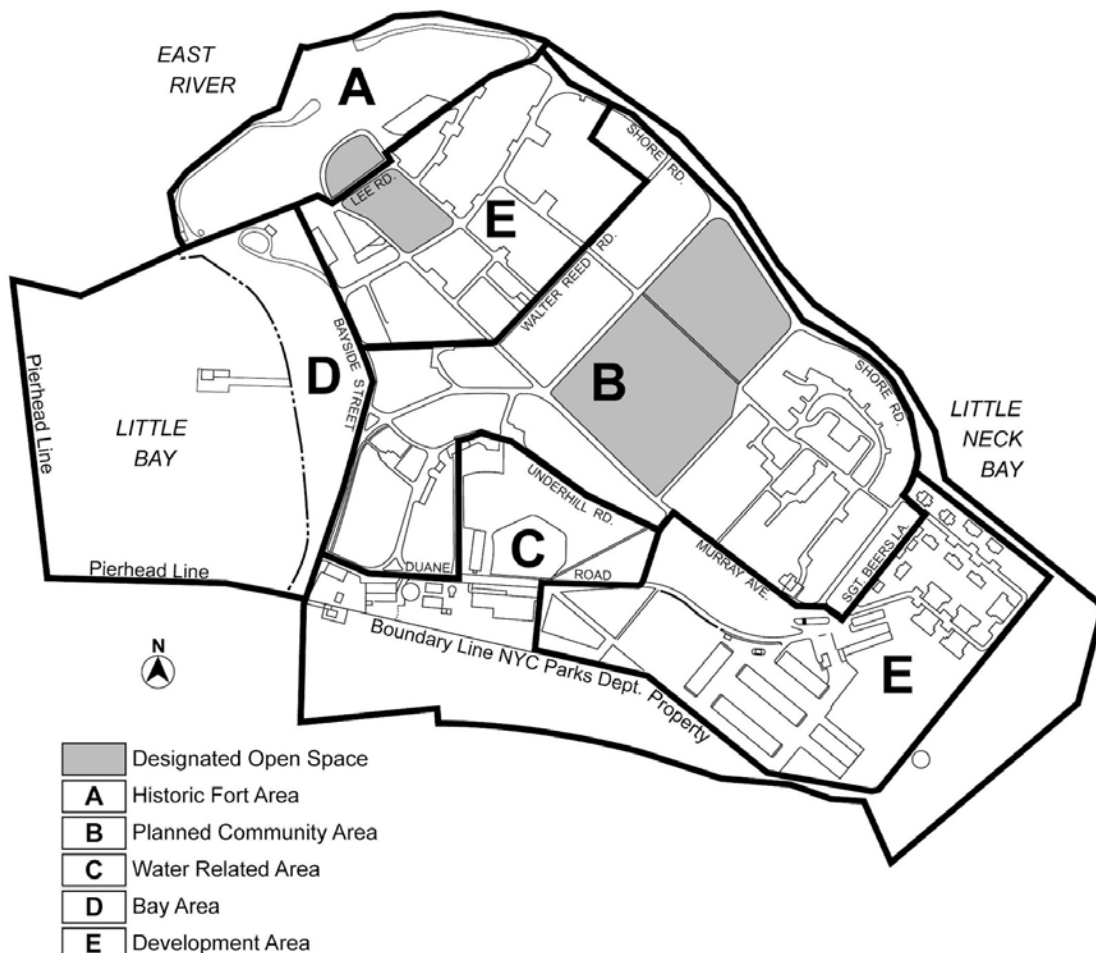 EAST
RIVER
A
SHORE RD.
LEE RD.
E
WALTER REED RD.
BAYSIDE STREET
D
B
Pierhead Line
LITTLE
BAY
SHORE RD.
LITTLE
NECK
BAY
UNDERHILL RD.
C
MURRAY AVE.
SGT. BEERS LA.
Pierhead Line
DUANE ROAD
Boundary Line NYC Parks Dept. Property
E
N
Designated Open Space
A Historic Fort Area
B Planned Community Area
C Water Related Area
D Bay Area
E Development Area